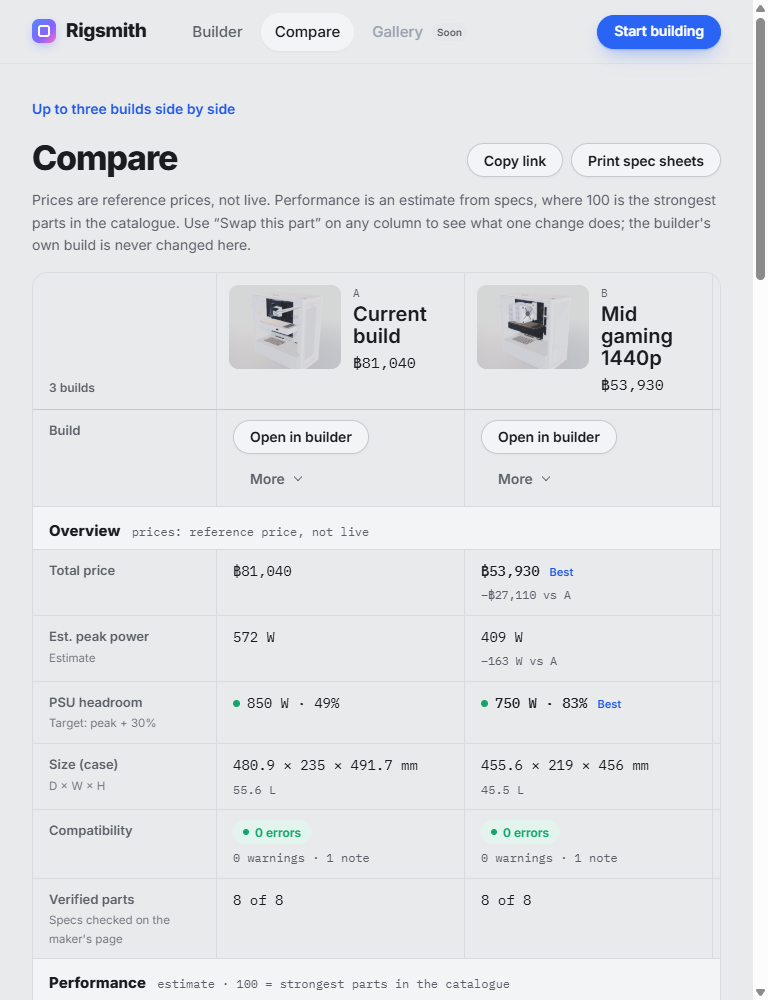 Rigsmith
Builder
Compare
Gallery Soon
Start building
Up to three builds side by side
Compare
Copy link
Print spec sheets
Prices are reference prices, not live. Performance is an estimate from specs, where 100 is the strongest
parts in the catalogue. Use “Swap this part” on any column to see what one change does; the builder's
own build is never changed here.
3 builds
A
Current
build
฿81,040
B
Mid
gaming
1440p
฿53,930
Build
Open in builder
More
Open in builder
More
Overview prices: reference price, not live
Total price
฿81,040
฿53,930 Best
−฿27,110 vs A
Est. peak power
Estimate
572 W
409 W
−163 W vs A
PSU headroom
Target: peak + 30%
850 W · 49%
750 W · 83% Best
Size (case)
D × W × H
480.9 × 235 × 491.7 mm
55.6 L
455.6 × 219 × 456 mm
45.5 L
Compatibility
0 errors
0 warnings · 1 note
0 errors
0 warnings · 1 note
Verified parts
Specs checked on the
maker's page
8 of 8
8 of 8
Performance estimate · 100 = strongest parts in the catalogue